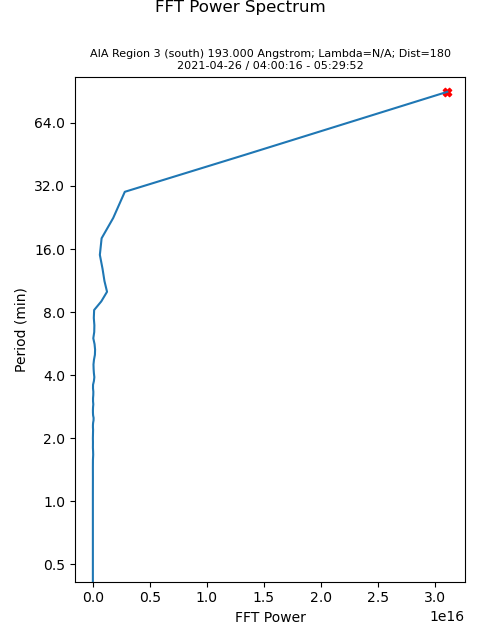 FFT Power Spectrum
AIA Region 3 (south) 193.000 Angstrom; Lambda=N/A; Dist=180
2021-04-26 / 04:00:16 - 05:29:52
64.0
32.0
16.0
8.0
4.0
2.0
1.0
0.5
Period (min)
0.0 0.5 1.0 1.5 2.0 2.5 3.0
1e16
FFT Power